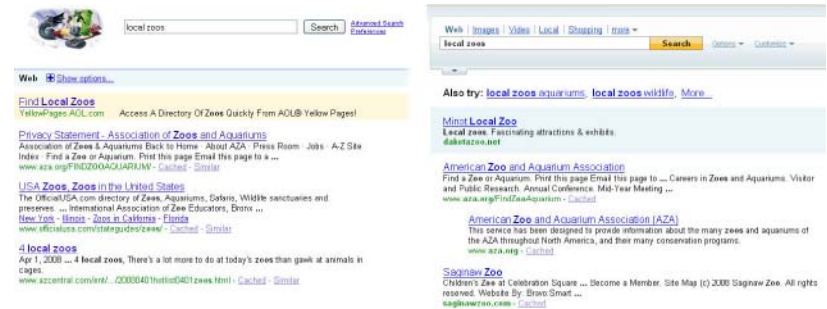 local zoos
Search
Advanced Search
Preferences
Web Show options...
Find Local Zoos
YellowPages.AOL.com Access A Directory Of Zoos Quickly From AOL® Yellow Pages!
Privacy Statement - Association of Zoos and Aquariums
Association of Zoos & Aquariums Back to Home · About AZA · Press Room · Jobs · A-Z Site
Index · Find a Zoo or Aquarium. Print this page Email this page to a ...
www.aza.org/FINDZOOAQUARIUM/ - Cached - Similar
USA Zoos, Zoos in the United States
The OfficialUSA.com directory of Zoos, Aquariums, Safaris, Wildlife sanctuaries and
preserves. ... International Association of Zoo Educators, Bronx ...
New York - Illinois - Zoos in California - Florida
www.officialusa.com/stateguides/zoos/ - Cached - Similar
4 local zoos
Apr 1, 2008 ... 4 local zoos, There's a lot more to do at today's zoos than gawk at animals in
cages.
www.azcentral.com/ent/.../20080401hotlist0401zoos.html - Cached - Similar
Web | Images | Video | Local | Shopping | more
local zoos
Search
Options
Customize
Also try: local zoos aquariums, local zoos wildlife, More...
Minot Local Zoo
Local zoos. Fascinating attractions & exhibits.
dakotazoo.net
American Zoo and Aquarium Association
Find a Zoo or Aquarium. Print this page Email this page to ... Careers in Zoos and Aquariums. Visitor
and Public Research. Annual Conference. Mid-Year Meeting ...
www.aza.org/FindZooAquarium - Cached
American Zoo and Aquarium Association (AZA)
This service has been designed to provide information about the many zoos and aquariums of
the AZA throughout North America, and their many conservation programs.
www.aza.org - Cached
Saginaw Zoo
Children's Zoo at Celebration Square ... Become a Member. Site Map (c) 2008 Saginaw Zoo. All rights
reserved. Website By: Bravo Smart ...
saginawzoo.com - Cached